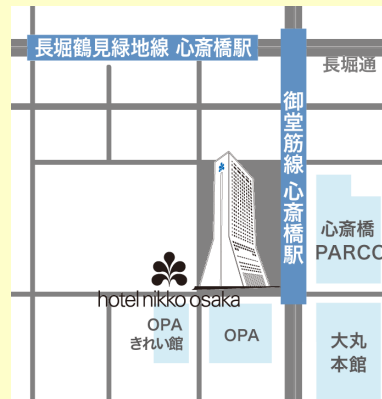 長堀鶴見緑地線 心斎橋駅
長堀通
御堂筋線 心斎橋駅
心斎橋
PARCO
hotel nikko osaka
OPA
きれい館
OPA
大丸
本館